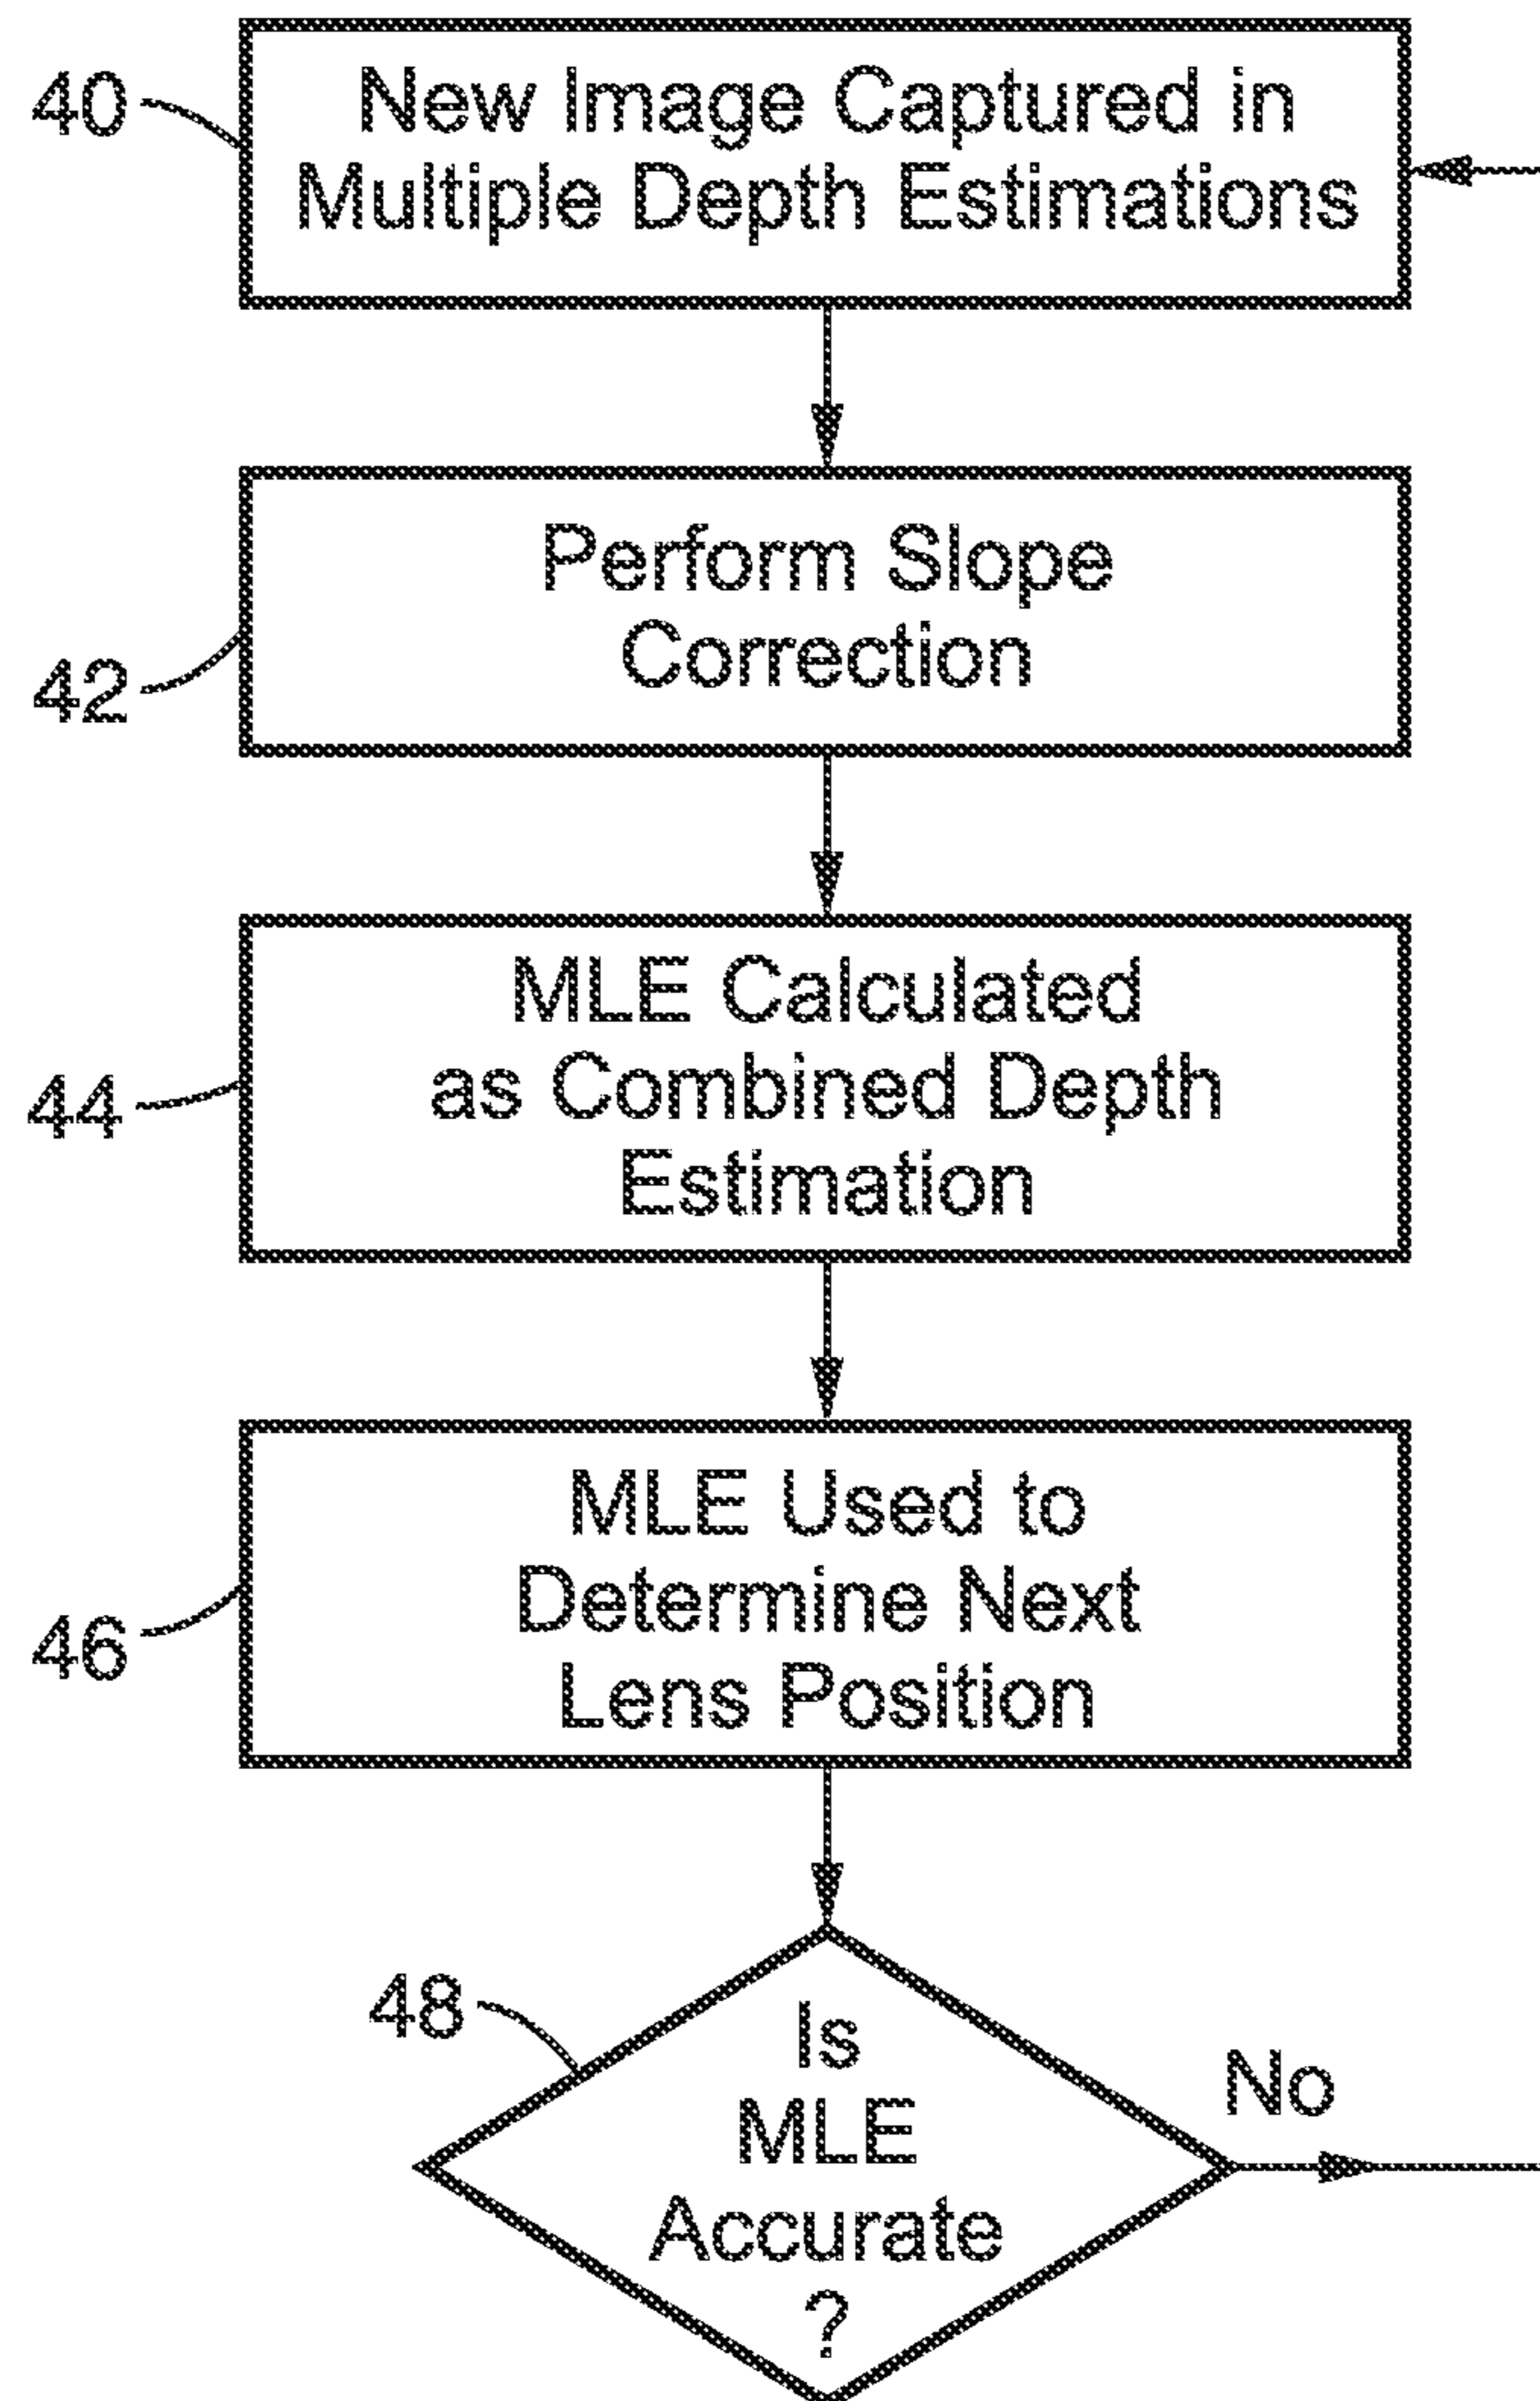 40
New Image Captured in
Multiple Depth Estimations
42
Perform Slope
Correction
44
MLE Calculated
as Combined Depth
Estimation
46
MLE Used to
Determine Next
Lens Position
48
Is
MLE
Accurate
?
No